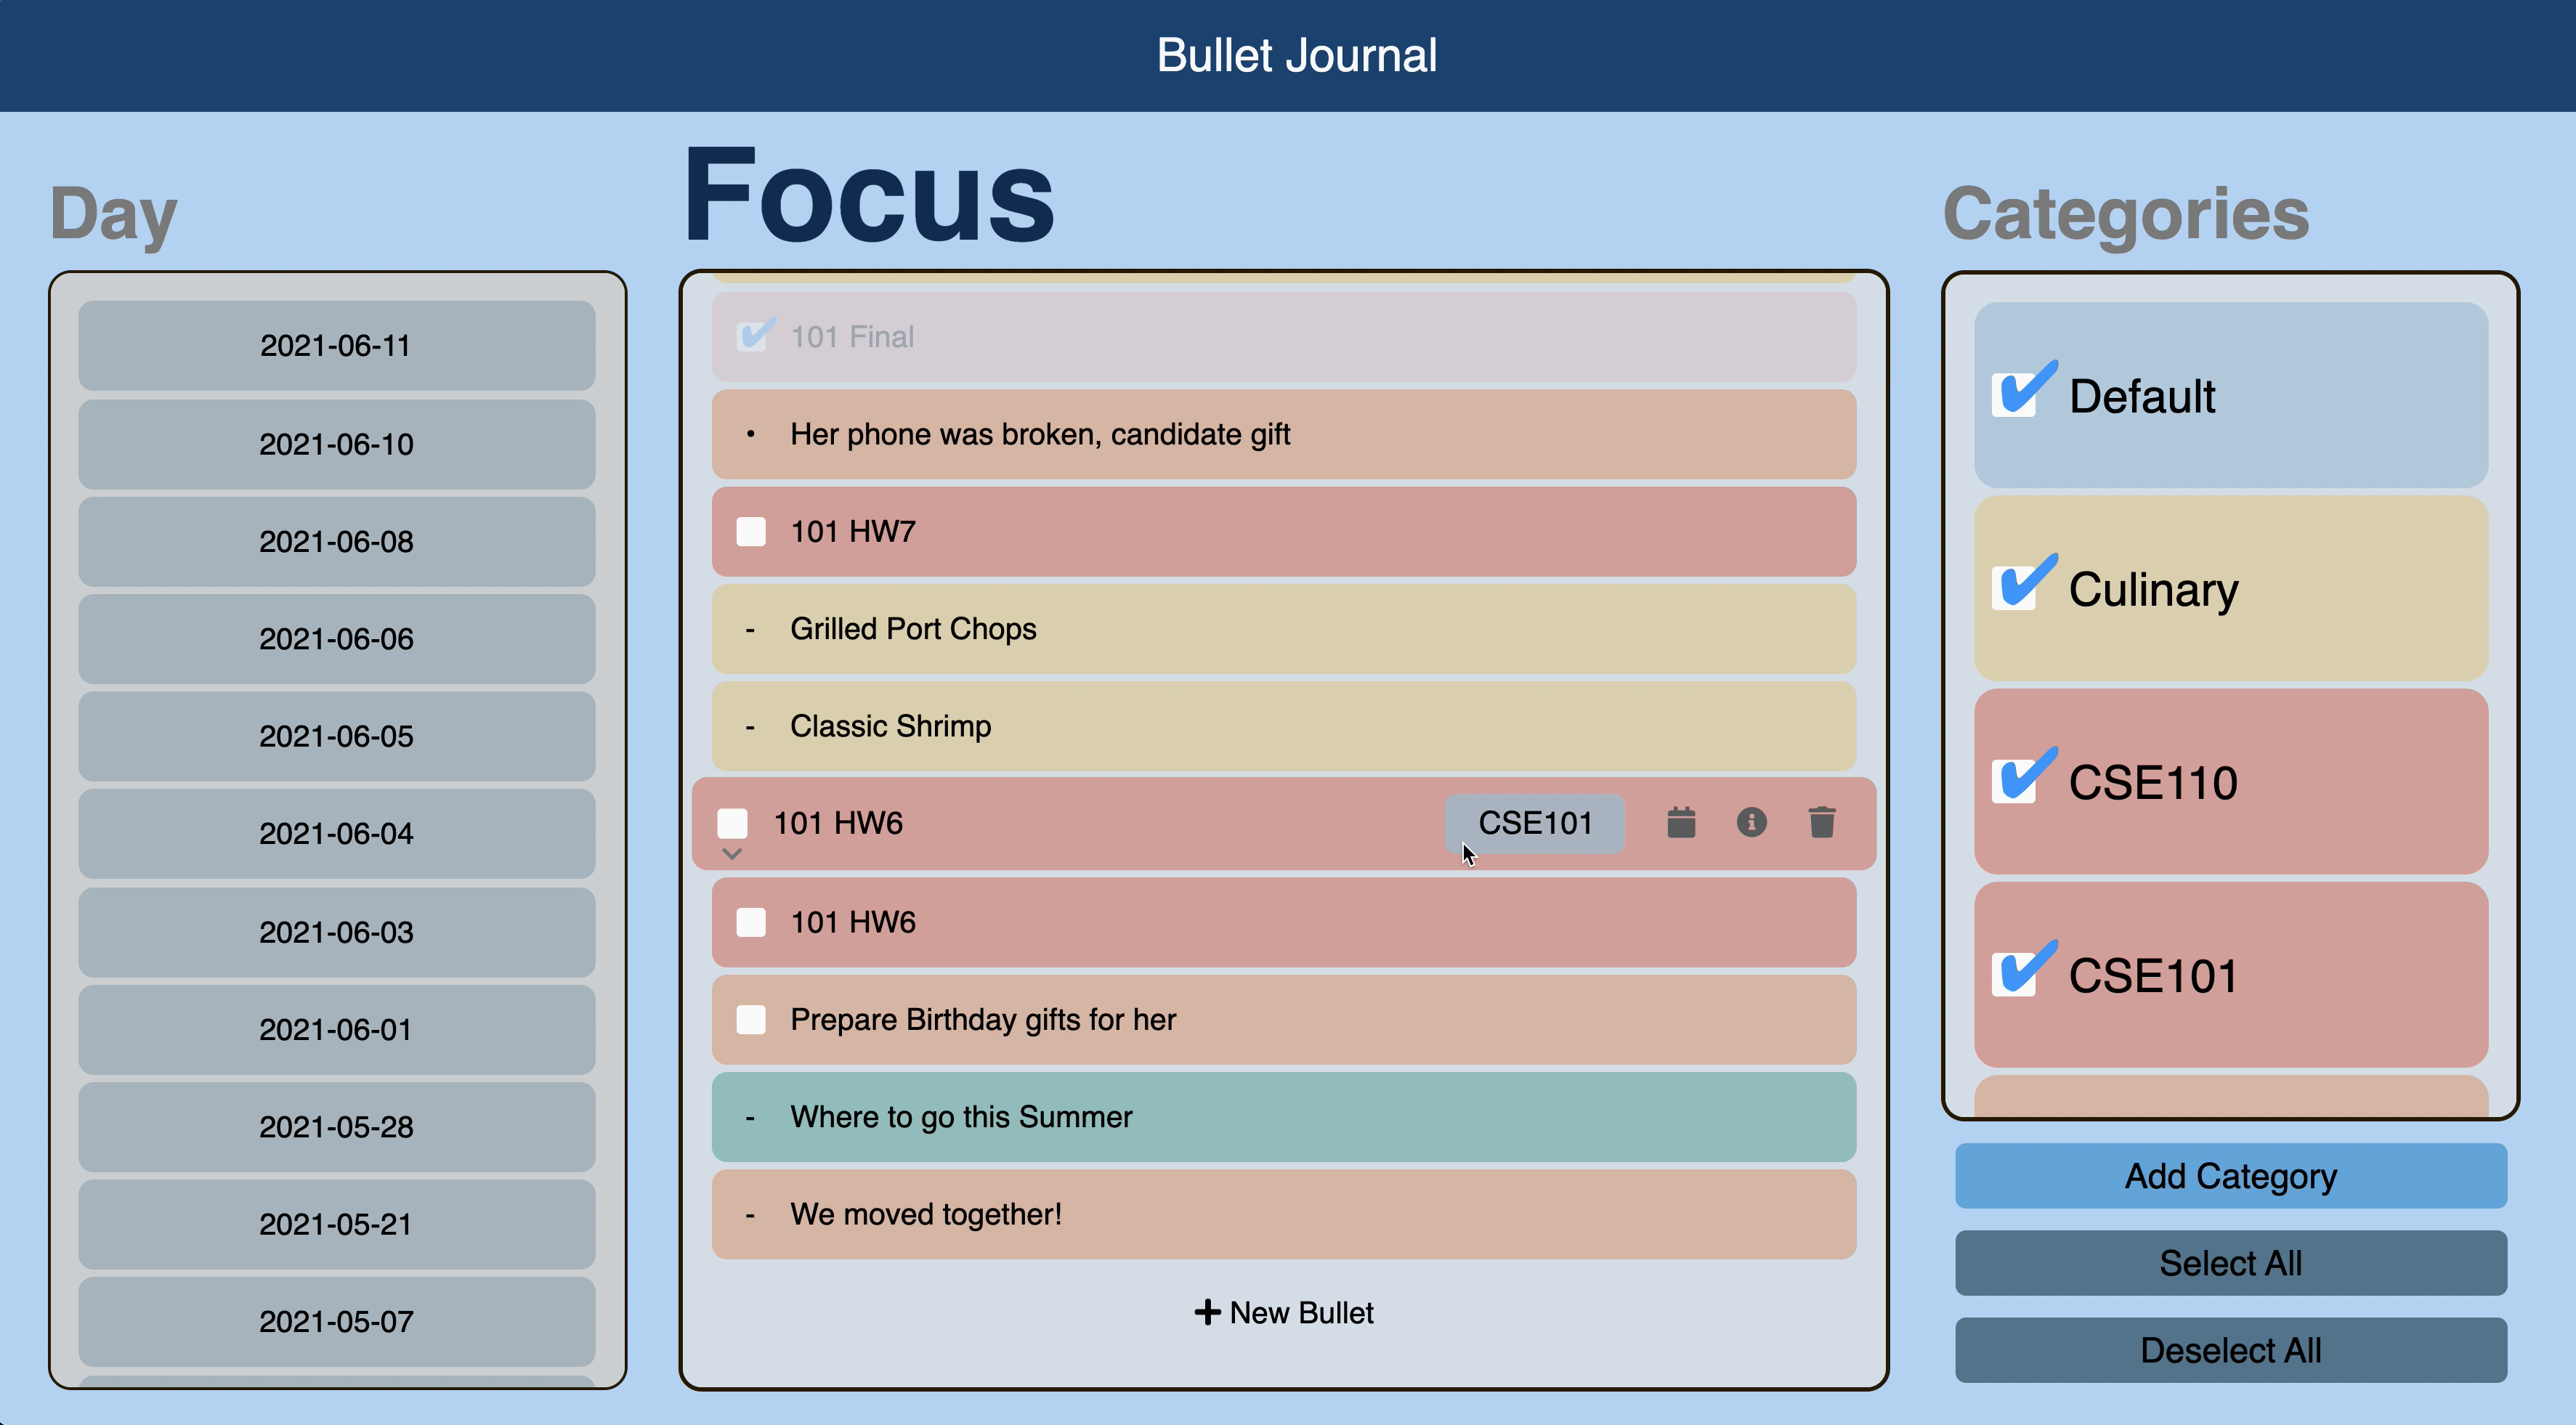 Bullet Journal
Day
2021-06-11
2021-06-10
2021-06-08
2021-06-06
2021-06-05
2021-06-04
2021-06-03
2021-06-01
2021-05-28
2021-05-21
2021-05-07
Focus
101 Final
• Her phone was broken, candidate gift
101 HW7
- Grilled Port Chops
- Classic Shrimp
101 HW6 CSE101
101 HW6
Prepare Birthday gifts for her
- Where to go this Summer
- We moved together!
+ New Bullet
Categories
Default
Culinary
CSE110
CSE101
Add Category
Select All
Deselect All